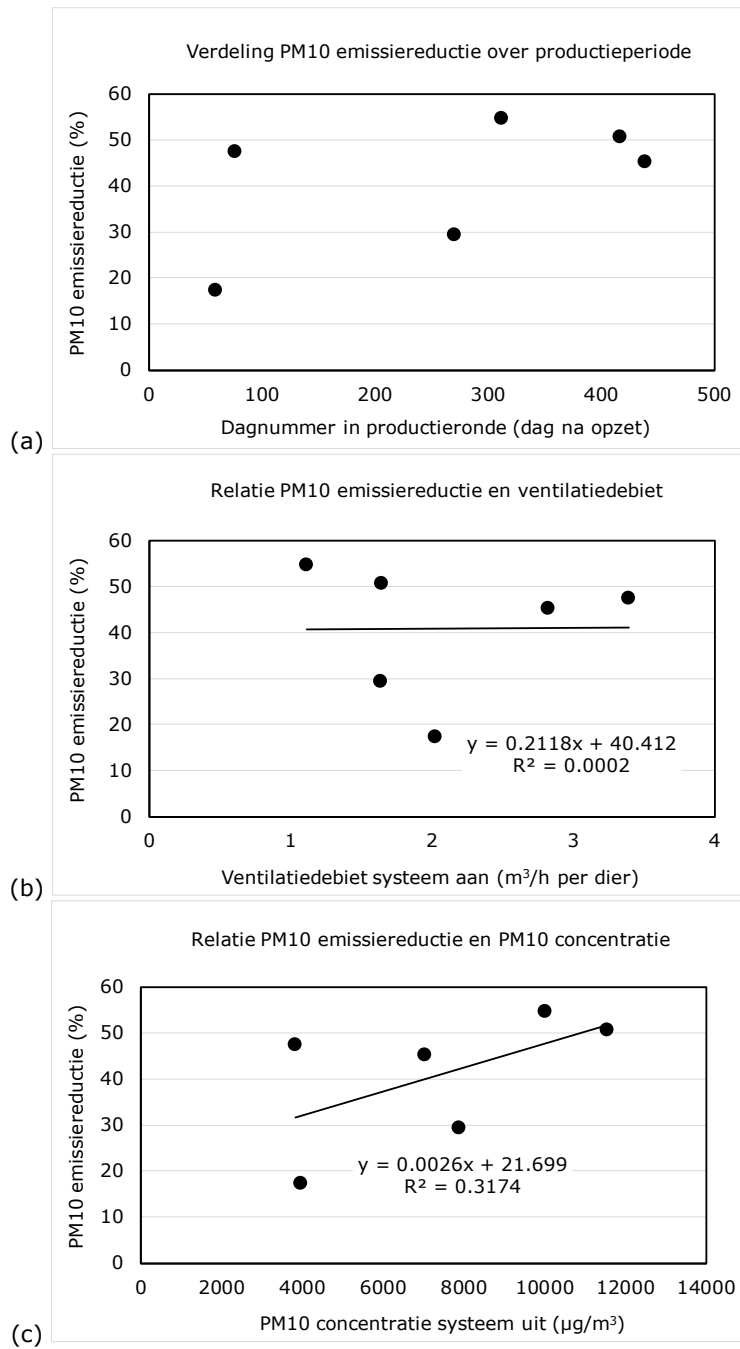 Verdeling PM10 emissiereductie over productieperiode
PM10 emissiereductie (%)
60
50
40
30
20
10
0
0 100 200 300 400 500
Dagnummer in productieronde (dag na opzet)
(a)
Relatie PM10 emissiereductie en ventilatiedebiet
PM10 emissiereductie (%)
60
50
40
30
20
10
0
y = 0.2118x + 40.412
R² = 0.0002
0 1 2 3 4
Ventilatiedebiet systeem aan (m³/h per dier)
(b)
Relatie PM10 emissiereductie en PM10 concentratie
PM10 emissiereductie (%)
60
50
40
30
20
10
0
y = 0.0026x + 21.699
R² = 0.3174
0 2000 4000 6000 8000 10000 12000 14000
PM10 concentratie systeem uit (µg/m³)
(c)